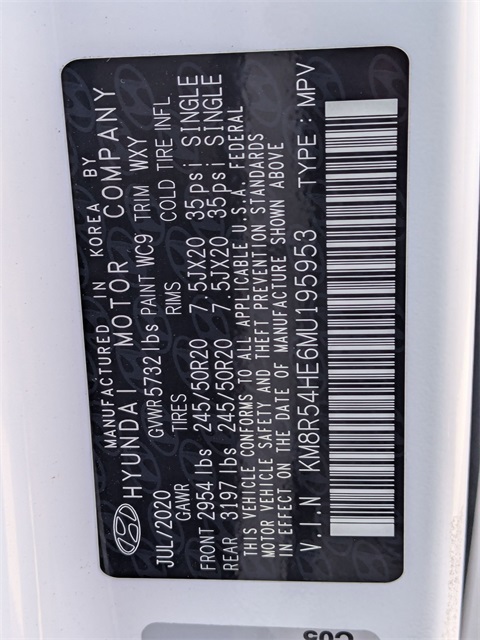 MANUFACTURED IN KOREA BY
HYUNDAI MOTOR COMPANY
JUL/2020 GVWR 5732 lbs PAINT WC9 TRIM WXY
GAWR TIRES RIMS COLD TIRE INFL
FRONT 2954 lbs 245/50R20 7.5JX20 35psi SINGLE
REAR 3197 lbs 245/50R20 7.5JX20 35psi SINGLE
THIS VEHICLE CONFORMS TO ALL APPLICABLE U.S.A. FEDERAL
MOTOR VEHICLE SAFETY AND THEFT PREVENTION STANDARDS
IN EFFECT ON THE DATE OF MANUFACTURE SHOWN ABOVE
V.I.N KM8R54HE6MU195953 TYPE : MPV